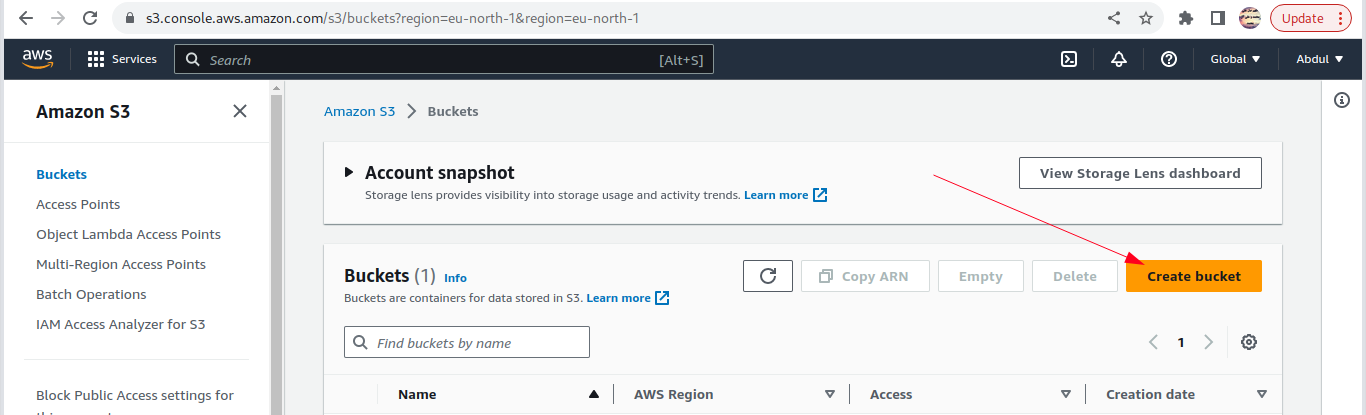 s3.console.aws.amazon.com/s3/buckets?region=eu-north-1&region=eu-north-1
Update
aws
Services
Search
[Alt+S]
Global
Abdul
Amazon S3
Buckets
Access Points
Object Lambda Access Points
Multi-Region Access Points
Batch Operations
IAM Access Analyzer for S3
Block Public Access settings for
Amazon S3 > Buckets
Account snapshot
Storage lens provides visibility into storage usage and activity trends. Learn more
View Storage Lens dashboard
Buckets (1) Info
Buckets are containers for data stored in S3. Learn more
Copy ARN
Empty
Delete
Create bucket
Find buckets by name
1
Name
AWS Region
Access
Creation date